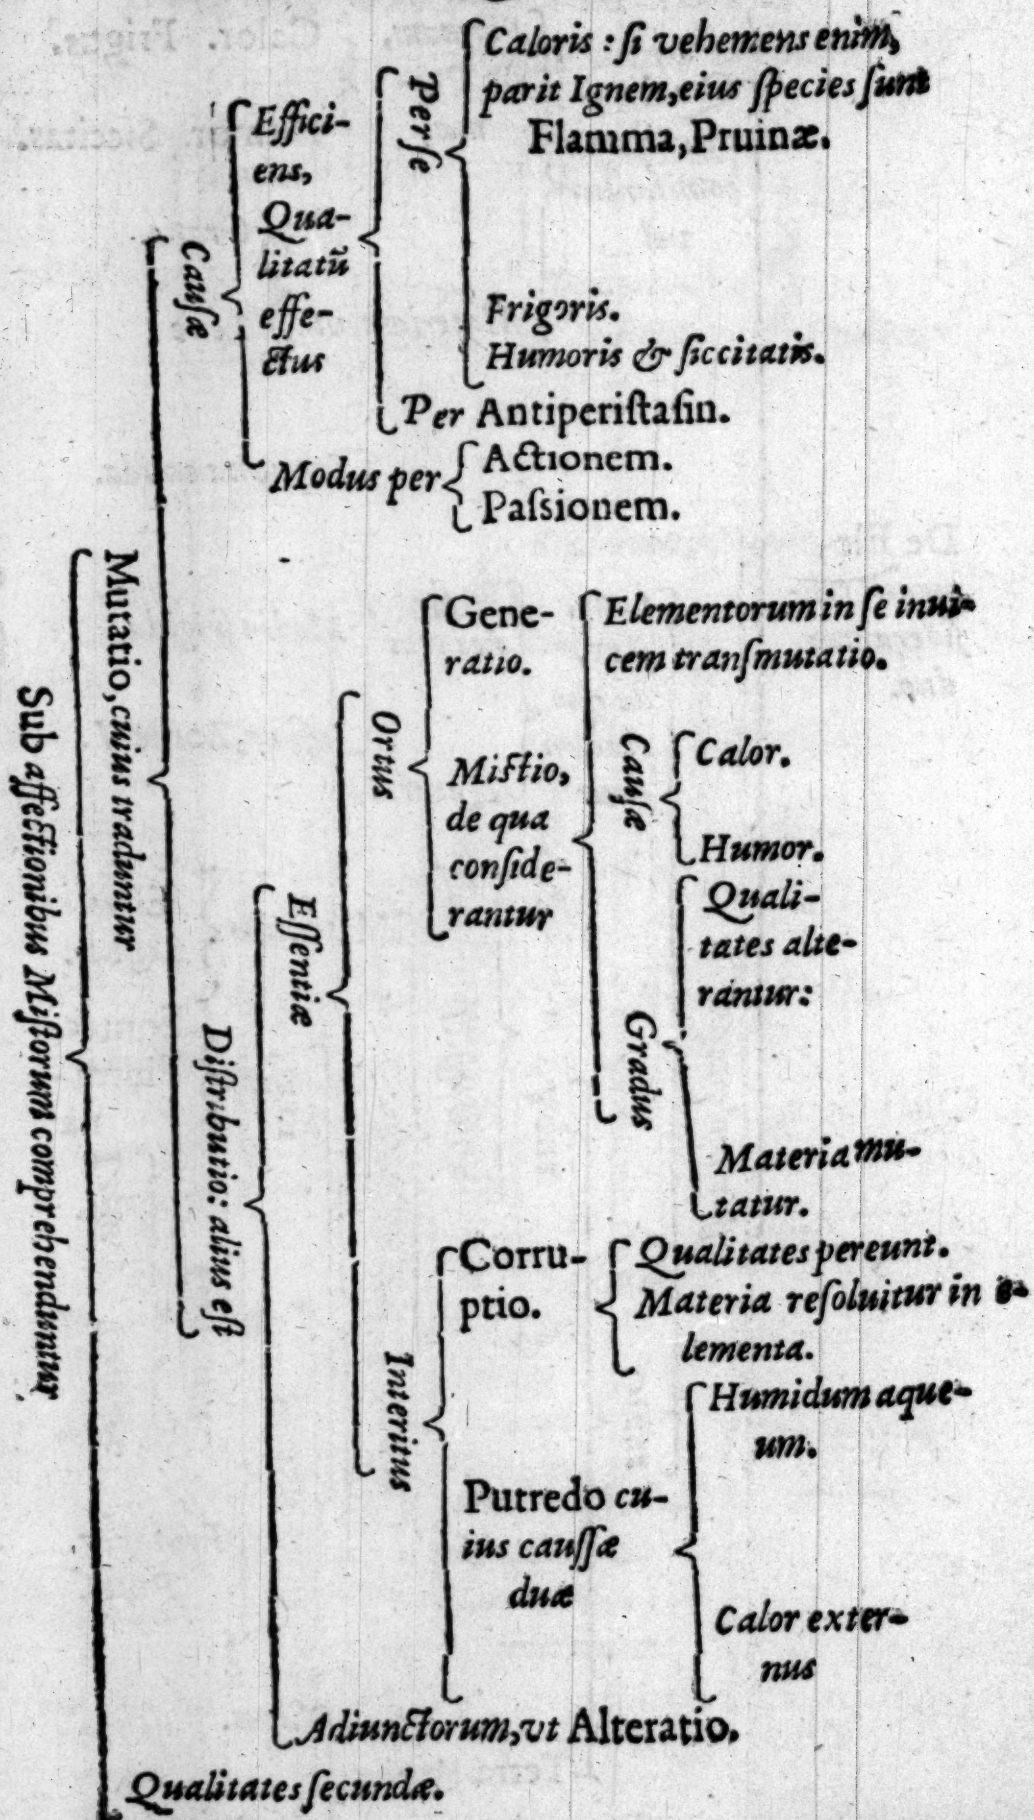 Sub affectionibus Mistorum comprehenduntur
Mutatio, cuius traduntur
Causæ
Effici-
ens,
Qua-
litatū
effe-
ctus
Per se
Caloris : si vehemens enim,
parit Ignem, eius species sunt
Flamma, Pruinæ.
Frigoris.
Humoris & siccitatis.
Per Antiperistasin.
Modus per
Actionem.
Passionem.
Distributio: alius est
Essentiæ
Ortus
Gene-
ratio.
Mistio,
de qua
conside-
rantur
Elementorum in se inui-
cem transmutatio.
Causæ
Calor.
Humor.
Gradus
Quali-
tates alte-
rantur:
Materia mu-
tatur.
Interitus
Corru-
ptio.
Qualitates pereunt.
Materia resoluitur in e-
lementa.
Putredo cu-
ius caussæ
duæ
Humidum aque-
um.
Calor exter-
nus
Adiunctorum, vt Alteratio.
Qualitates secundæ.